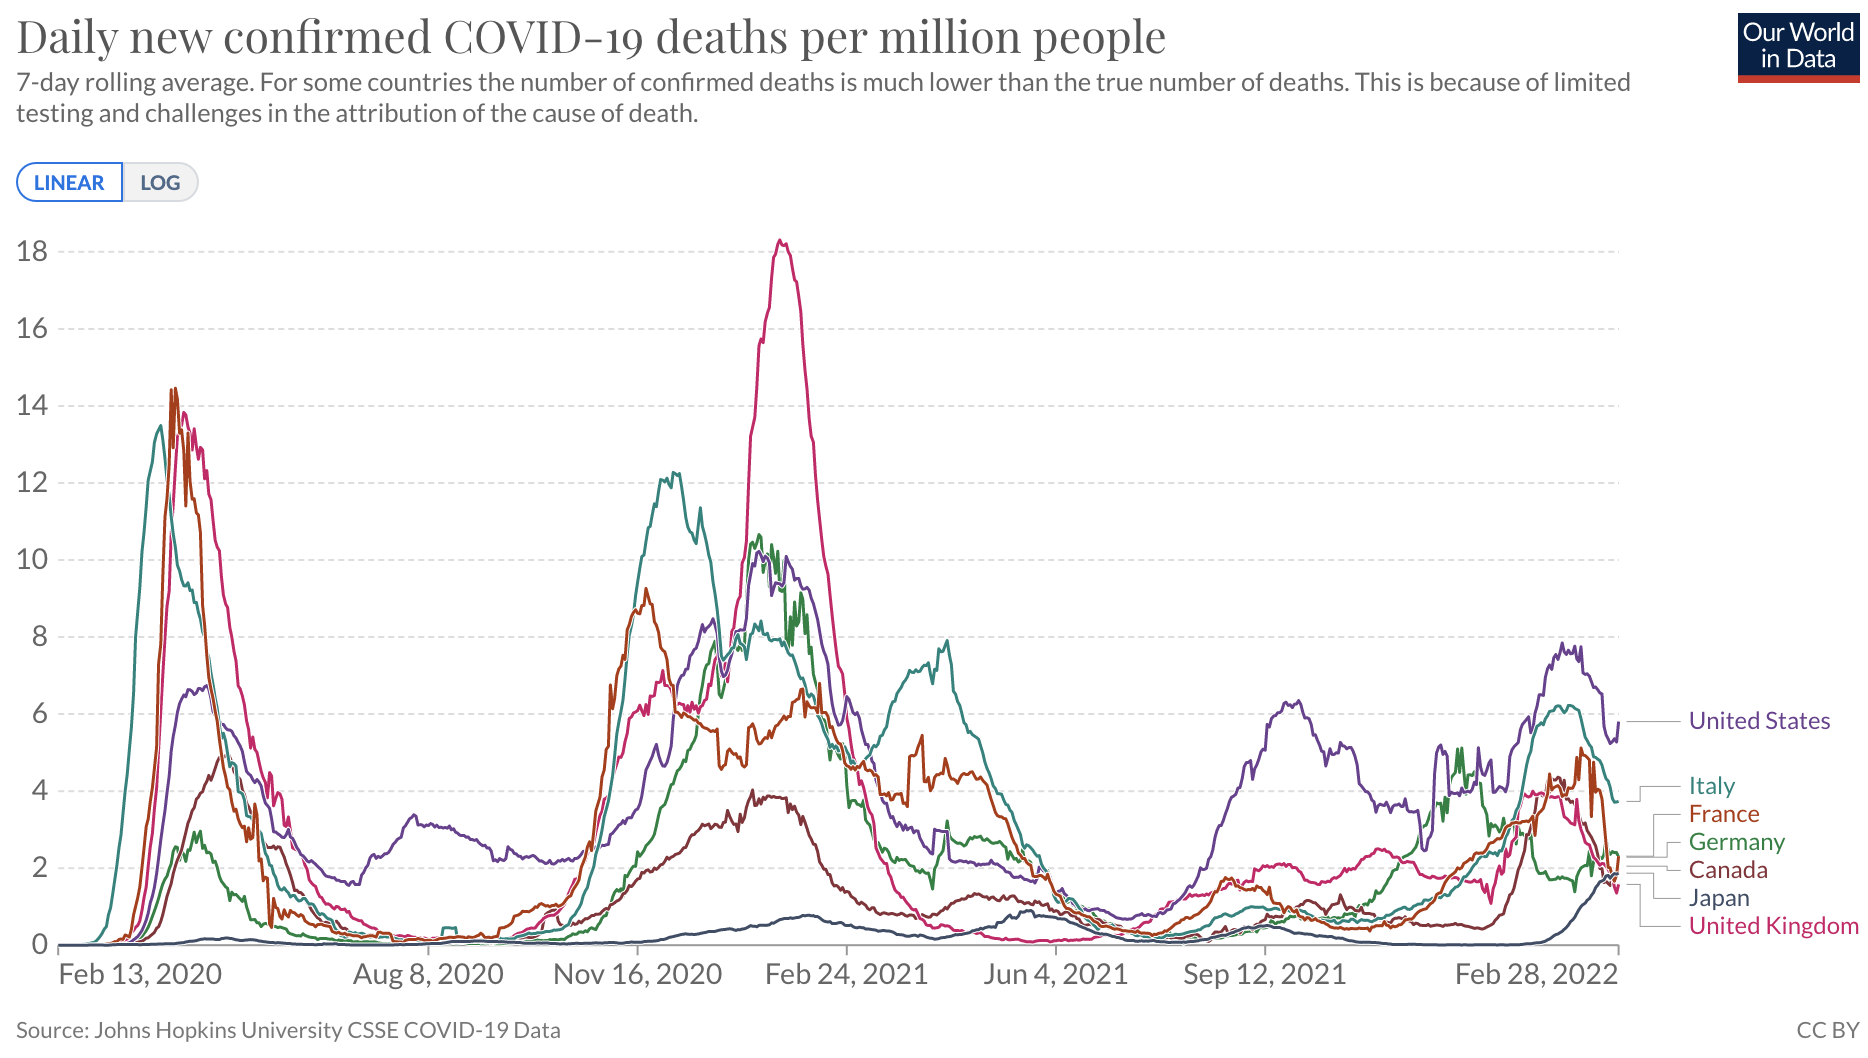 Daily new confirmed COVID-19 deaths per million people
Our World
in Data
7-day rolling average. For some countries the number of confirmed deaths is much lower than the true number of deaths. This is because of limited
testing and challenges in the attribution of the cause of death.
LINEAR
LOG
18
16
14
12
10
8
6
4
2
0
United States
Italy
France
Germany
Canada
Japan
United Kingdom
Feb 13, 2020
Aug 8, 2020
Nov 16, 2020
Feb 24, 2021
Jun 4, 2021
Sep 12, 2021
Feb 28, 2022
Source: Johns Hopkins University CSSE COVID-19 Data
CC BY